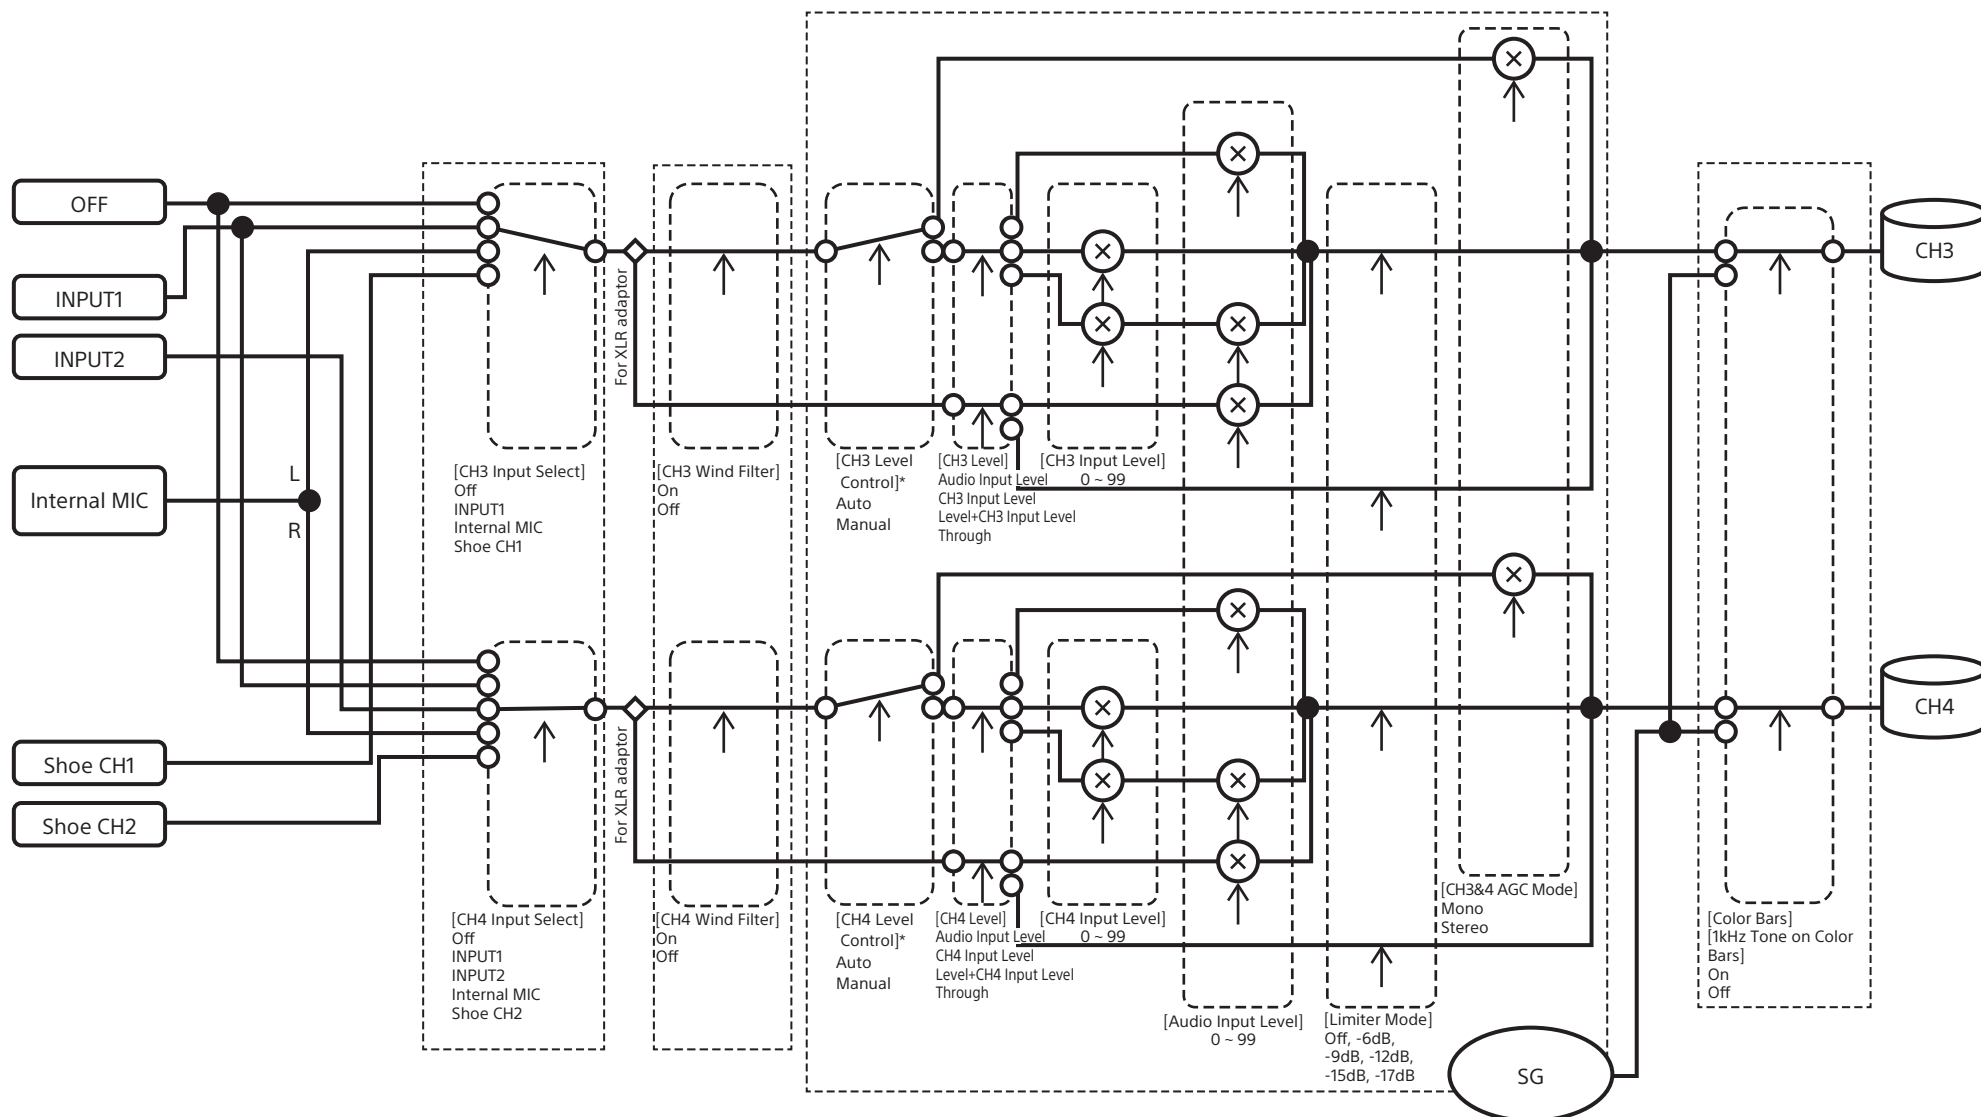 OFF
INPUT1
INPUT2
Internal MIC
L
R
Shoe CH1
Shoe CH2
[CH3 Input Select]
Off
INPUT1
Internal MIC
Shoe CH1
For XLR adaptor
[CH3 Wind Filter]
On
Off
[CH3 Level
Control]*
Auto
Manual
[CH3 Level]
Audio Input Level
CH3 Input Level
Level+CH3 Input Level
Through
[CH3 Input Level]
0 ~ 99
[CH4 Input Select]
Off
INPUT1
INPUT2
Internal MIC
Shoe CH2
For XLR adaptor
[CH4 Wind Filter]
On
Off
[CH4 Level
Control]*
Auto
Manual
[CH4 Level]
Audio Input Level
CH4 Input Level
Level+CH4 Input Level
Through
[CH4 Input Level]
0 ~ 99
[Audio Input Level]
0 ~ 99
[Limiter Mode]
Off, -6dB,
-9dB, -12dB,
-15dB, -17dB
[CH3&4 AGC Mode]
Mono
Stereo
SG
[Color Bars]
[1kHz Tone on Color
Bars]
On
Off
CH3
CH4